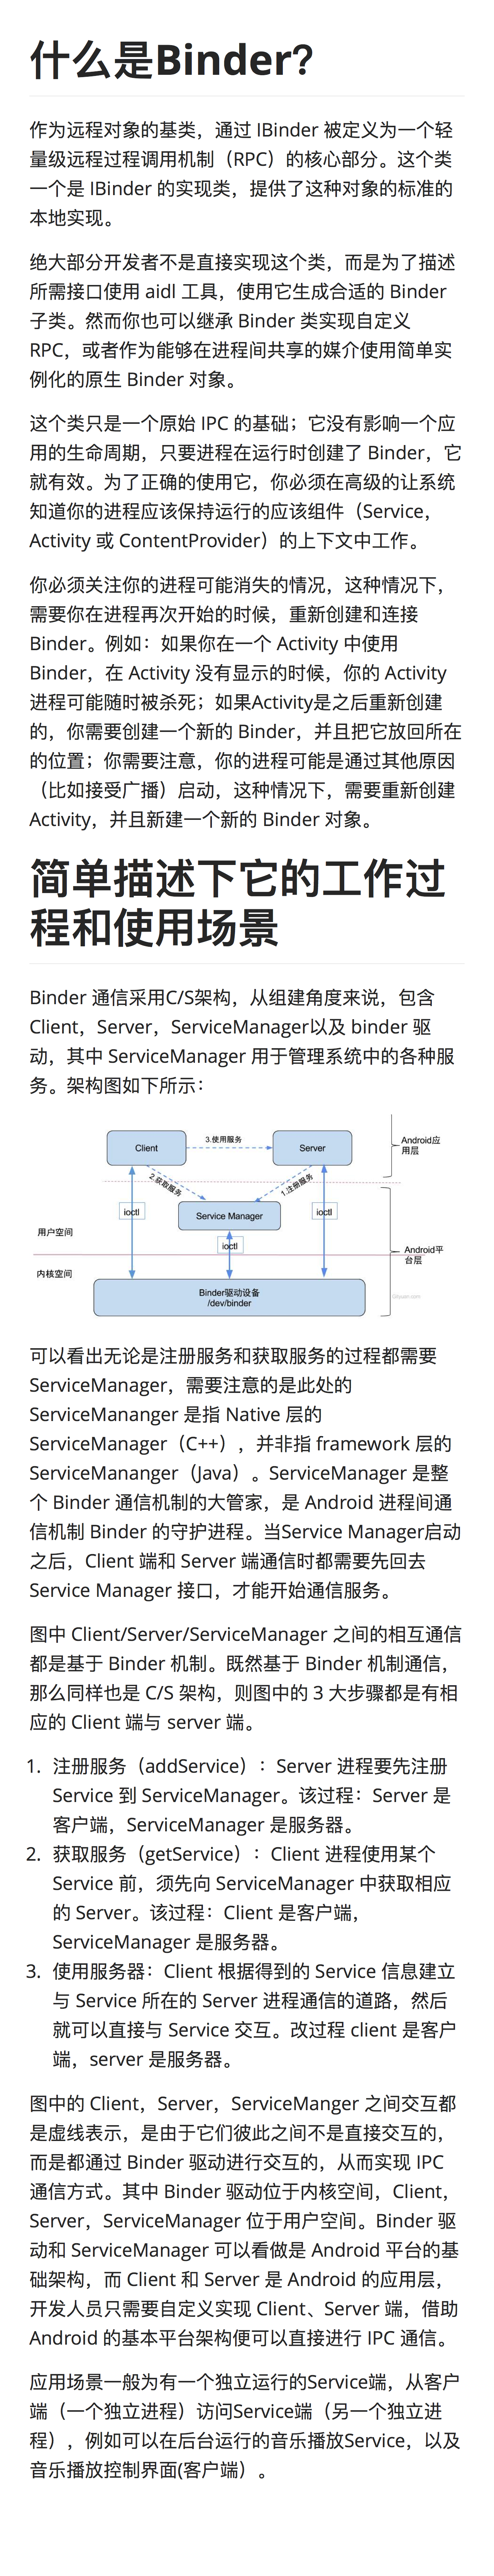 什么是Binder？
作为远程对象的基类，通过 IBinder 被定义为一个轻
量级远程过程调用机制（RPC）的核心部分。这个类
一个是 IBinder 的实现类，提供了这种对象的标准的
本地实现。
绝大部分开发者不是直接实现这个类，而是为了描述
所需接口使用 aidl 工具，使用它生成合适的 Binder
子类。然而你也可以继承 Binder 类实现自定义
RPC，或者作为能够在进程间共享的媒介使用简单实
例化的原生 Binder 对象。
这个类只是一个原始 IPC 的基础；它没有影响一个应
用的生命周期，只要进程在运行时创建了 Binder，它
就有效。为了正确的使用它，你必须在高级的让系统
知道你的进程应该保持运行的应该组件（Service，
Activity 或 ContentProvider）的上下文中工作。
你必须关注你的进程可能消失的情况，这种情况下，
需要你在进程再次开始的时候，重新创建和连接
Binder。例如：如果你在一个 Activity 中使用
Binder，在 Activity 没有显示的时候，你的 Activity
进程可能随时被杀死；如果Activity是之后重新创建
的，你需要创建一个新的 Binder，并且把它放回所在
的位置；你需要注意，你的进程可能是通过其他原因
（比如接受广播）启动，这种情况下，需要重新创建
Activity，并且新建一个新的 Binder 对象。
简单描述下它的工作过
程和使用场景
Binder 通信采用C/S架构，从组建角度来说，包含
Client，Server，ServiceManager以及 binder 驱
动，其中 ServiceManager 用于管理系统中的各种服
务。架构图如下所示：
Client
3.使用服务
Server
Android应
用层
2.获取服务
1.注册服务
ioctl
Service Manager
ioctl
ioctl
用户空间
内核空间
Android平
台层
Binder驱动设备
/dev/binder
Gityuan.com
可以看出无论是注册服务和获取服务的过程都需要
ServiceManager，需要注意的是此处的
ServiceMananger 是指 Native 层的
ServiceManager（C++），并非指 framework 层的
ServiceMananger（Java）。ServiceManager 是整
个 Binder 通信机制的大管家，是 Android 进程间通
信机制 Binder 的守护进程。当Service Manager启动
之后，Client 端和 Server 端通信时都需要先回去
Service Manager 接口，才能开始通信服务。
图中 Client/Server/ServiceManager 之间的相互通信
都是基于 Binder 机制。既然基于 Binder 机制通信，
那么同样也是 C/S 架构，则图中的 3 大步骤都是有相
应的 Client 端与 server 端。
1. 注册服务（addService）：Server 进程要先注册
Service 到 ServiceManager。该过程：Server 是
客户端，ServiceManager 是服务器。
2. 获取服务（getService）：Client 进程使用某个
Service 前，须先向 ServiceManager 中获取相应
的 Server。该过程：Client 是客户端，
ServiceManager 是服务器。
3. 使用服务器：Client 根据得到的 Service 信息建立
与 Service 所在的 Server 进程通信的道路，然后
就可以直接与 Service 交互。改过程 client 是客户
端，server 是服务器。
图中的 Client，Server，ServiceManger 之间交互都
是虚线表示，是由于它们彼此之间不是直接交互的，
而是都通过 Binder 驱动进行交互的，从而实现 IPC
通信方式。其中 Binder 驱动位于内核空间，Client，
Server，ServiceManager 位于用户空间。Binder 驱
动和 ServiceManager 可以看做是 Android 平台的基
础架构，而 Client 和 Server 是 Android 的应用层，
开发人员只需要自定义实现 Client、Server 端，借助
Android 的基本平台架构便可以直接进行 IPC 通信。
应用场景一般为有一个独立运行的Service端，从客户
端（一个独立进程）访问Service端（另一个独立进
程），例如可以在后台运行的音乐播放Service，以及
音乐播放控制界面(客户端）。